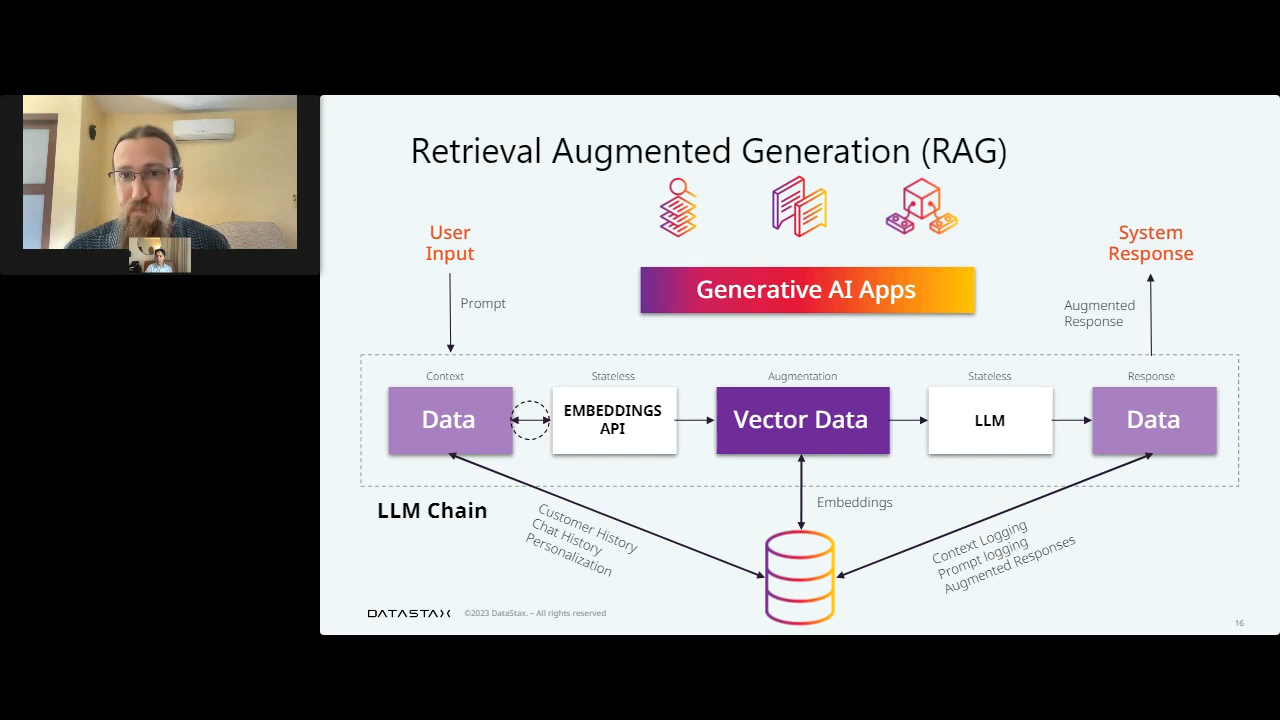 Retrieval Augmented Generation (RAG)
User
Input
System
Response
Generative AI Apps
Prompt
Augmented
Response
Context
Stateless
Augmentation
Stateless
Response
Data
EMBEDDINGS
API
Vector Data
LLM
Data
LLM Chain
Customer History
Chat History
Personalization
Embeddings
Context Logging
Prompt logging
Augmented Responses
DATASTAX
©2023 DataStax. – All rights reserved
16